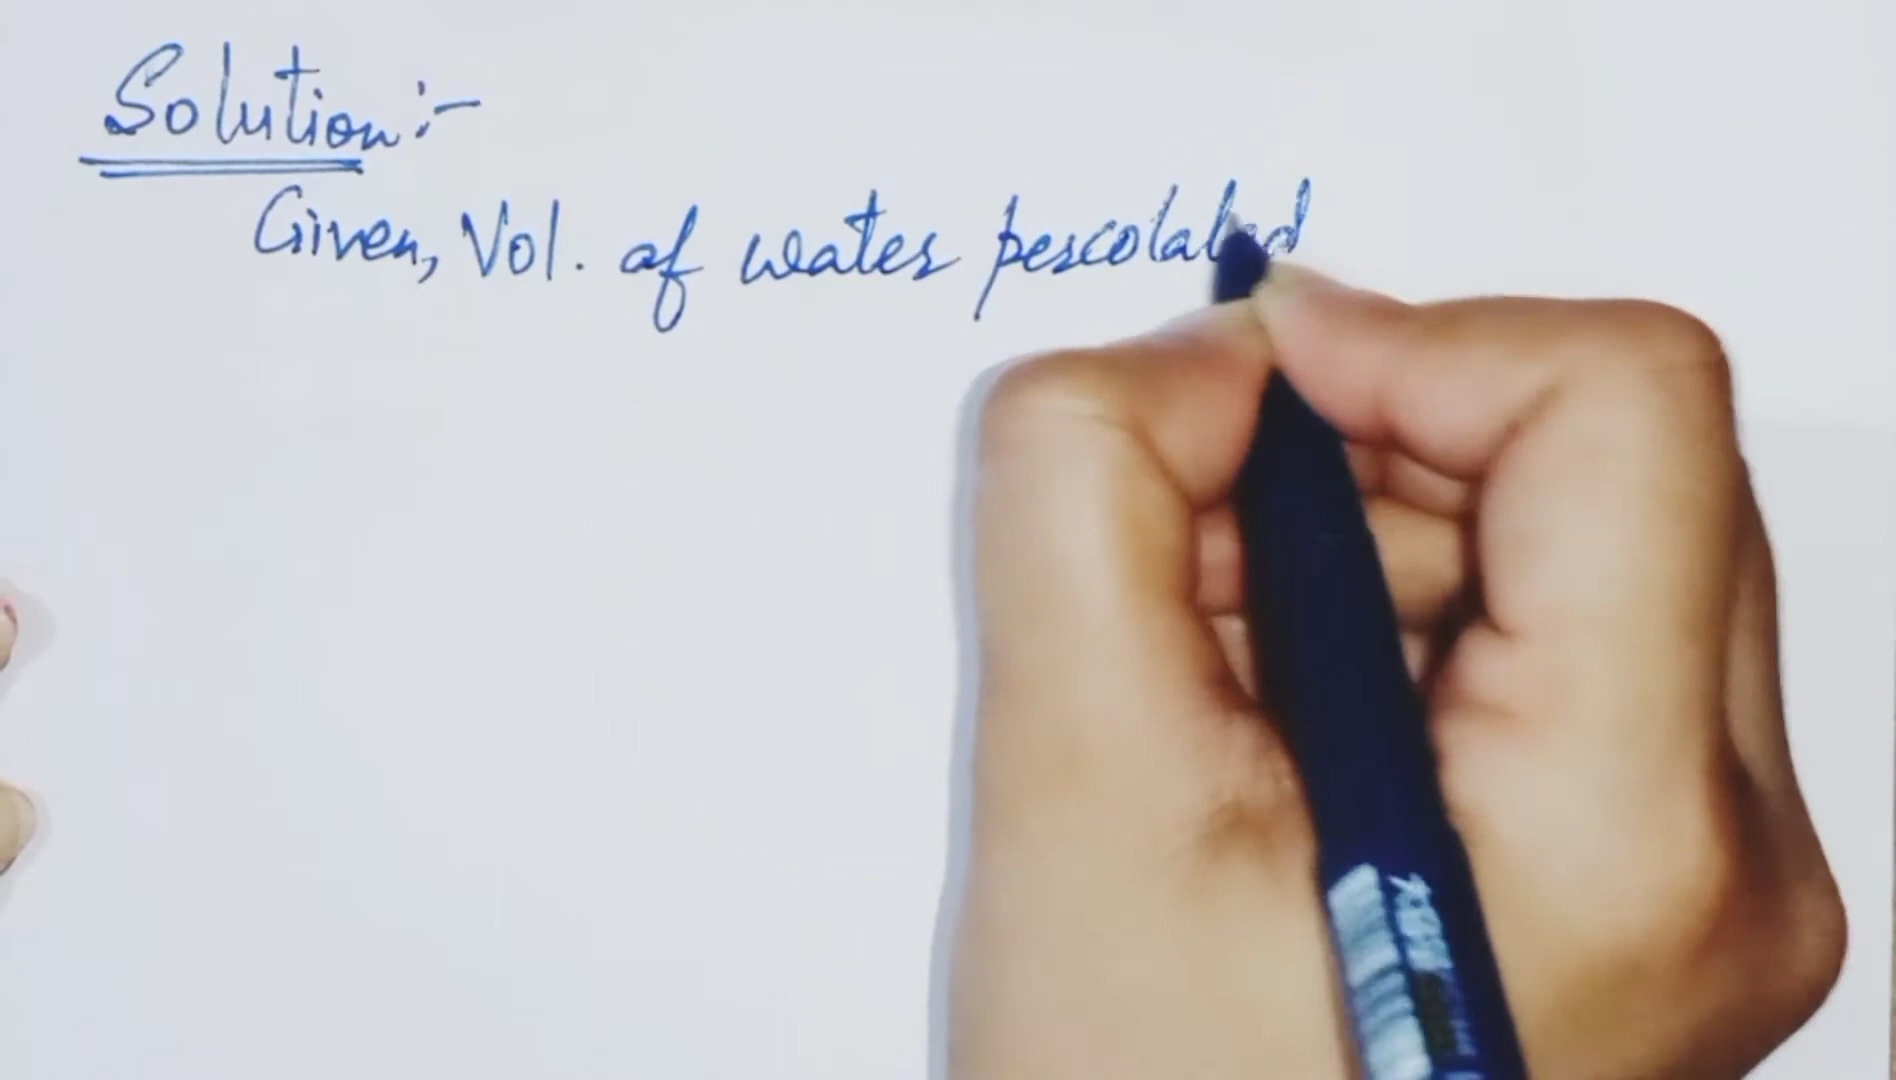 Solution :-
Given, Vol. of water percolated